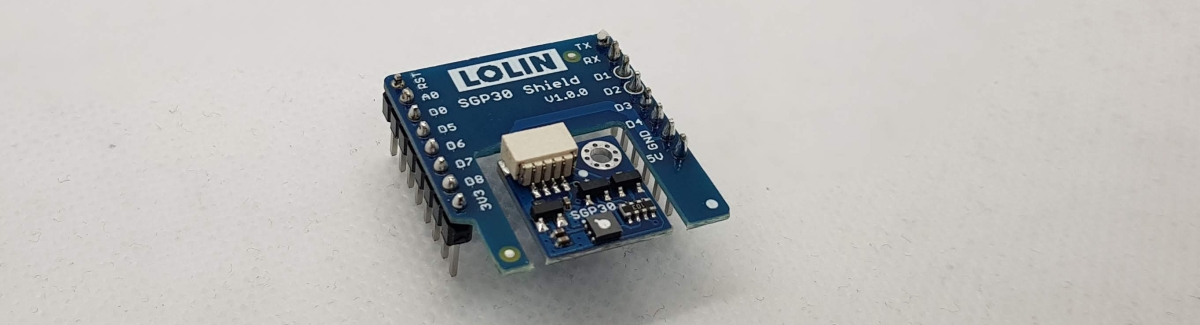 LOLIN
SGP30 Shield
V1.0.0
RST
A0
D0
D5
D6
D7
D8
3V3
TX
RX
D1
D2
D3
D4
GND
5V
SGP30